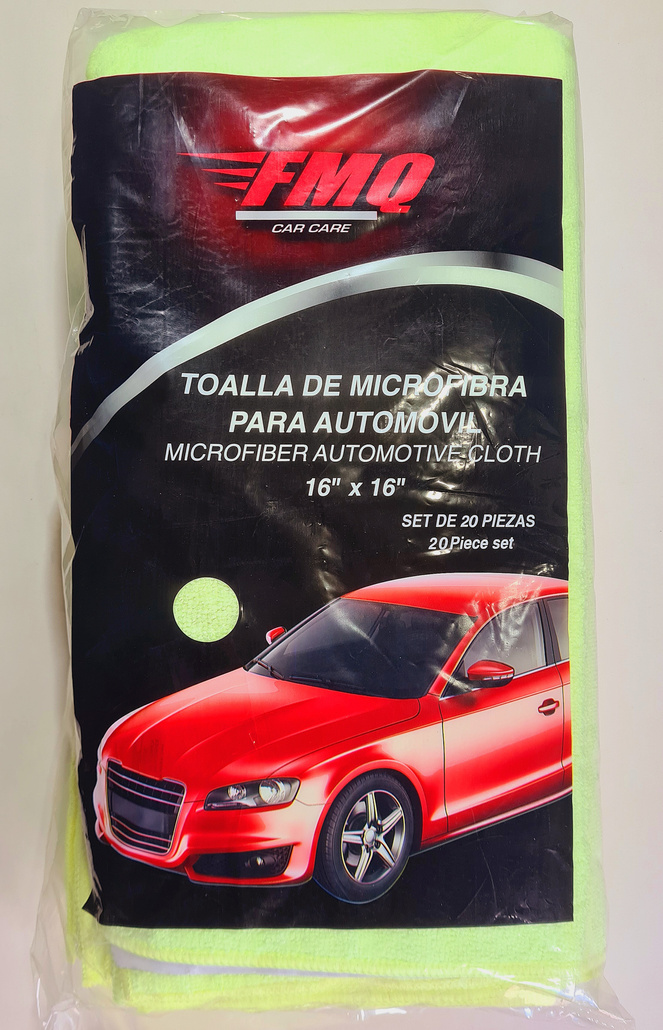 FMQ
CAR CARE
TOALLA DE MICROFIBRA
PARA AUTOMÓVIL
MICROFIBER AUTOMOTIVE CLOTH
16" x 16"
SET DE 20 PIEZAS
20 Piece set